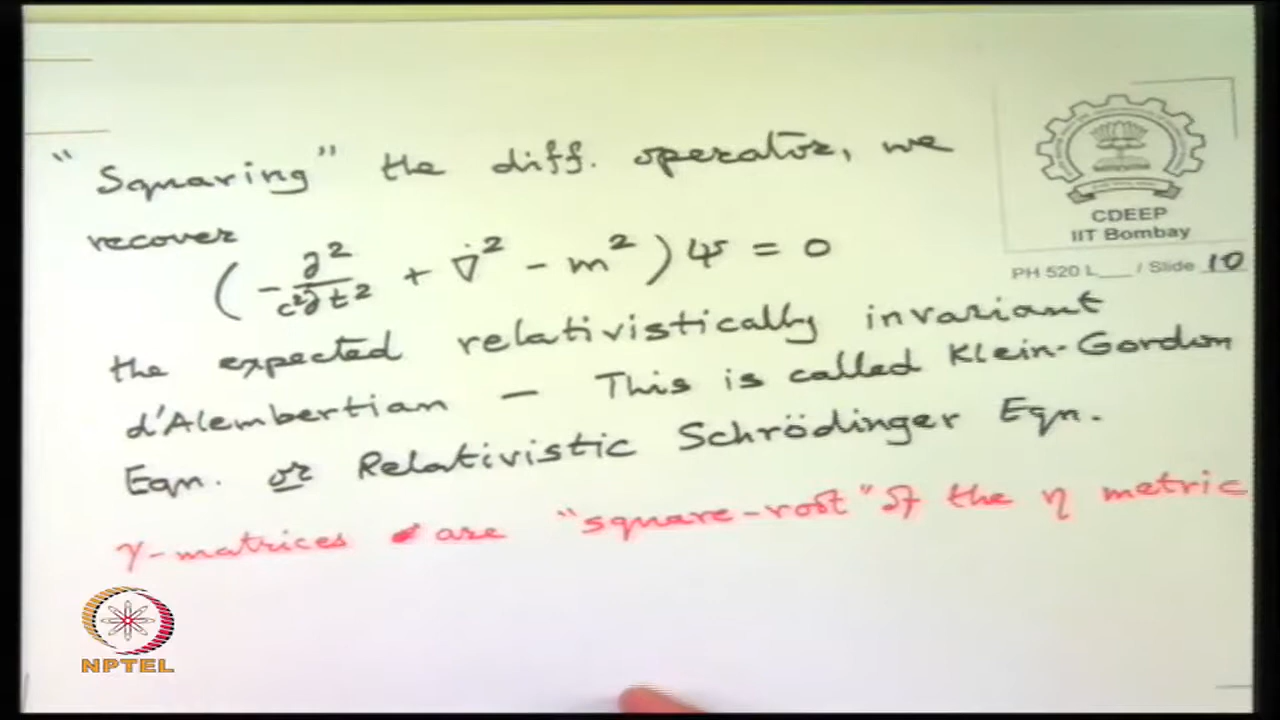 "Squaring" the diff. operator, we
recover
(-∂²/c²∂t² + ∇² - m²)ψ = 0
the expected relativistically invariant
d'Alembertian — This is called Klein-Gordon
Eqn. or Relativistic Schrödinger Eqn.
γ-matrices are "square-root" of the η metric
CDEEP
IIT Bombay
PH 520 L___ / Slide 10
NPTEL